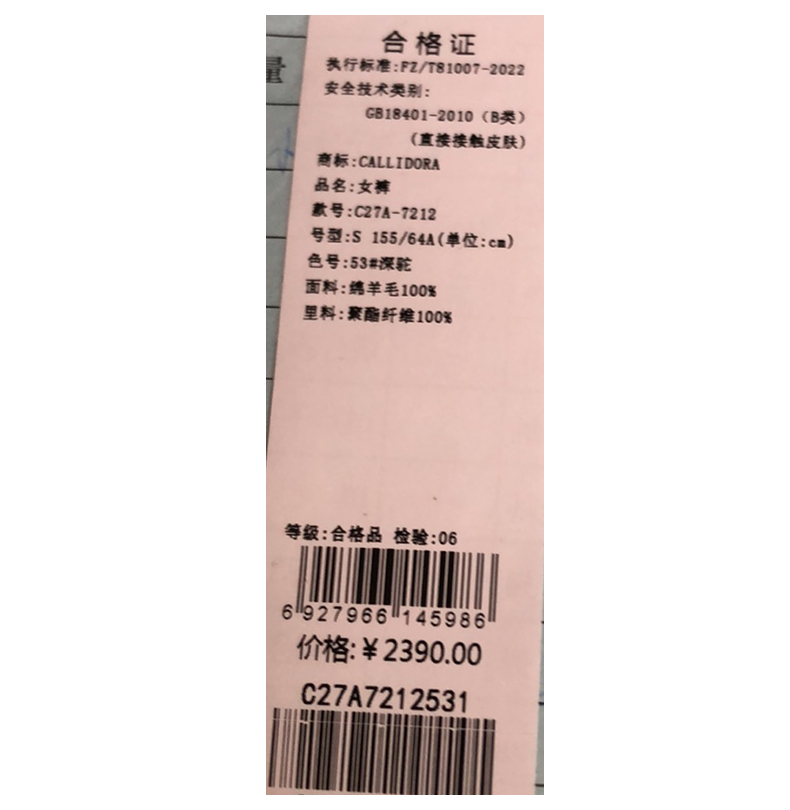 合格证
量
执行标准:FZ/T81007-2022
安全技术类别:
GB18401-2010（B类）
（直接接触皮肤）
商标:CALLIDORA
品名:女裤
款号:C27A-7212
号型:S 155/64A(单位:cm)
色号:53#深驼
面料:绵羊毛100%
里料:聚酯纤维100%
等级:合格品 检验:06
6 927966 145986
价格:￥2390.00
C27A7212531